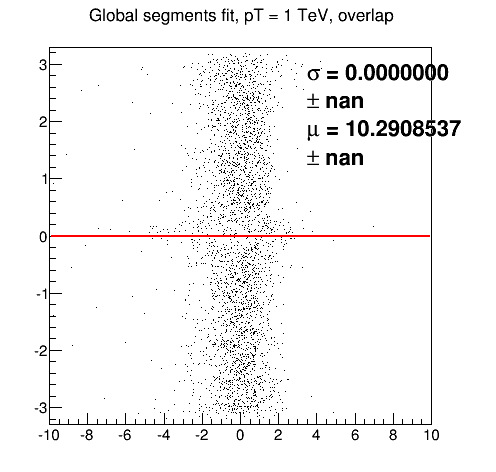 Global segments fit, pT = 1 TeV, overlap
σ = 0.0000000
± nan
μ = 10.2908537
± nan
3
2
1
0
-1
-2
-3
-10 -8 -6 -4 -2 0 2 4 6 8 10